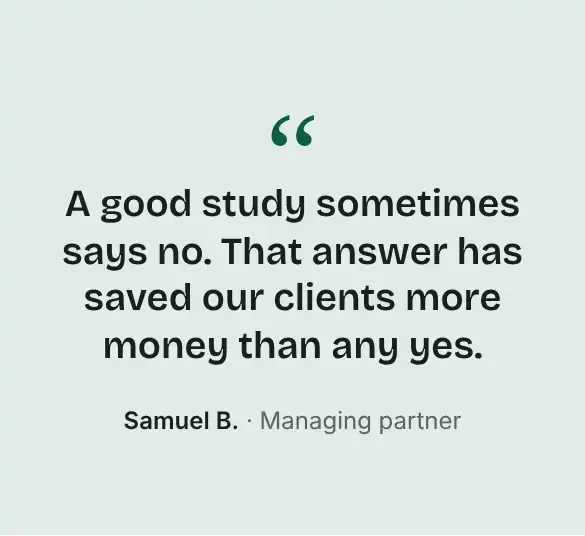 “
A good study sometimes
says no. That answer has
saved our clients more
money than any yes.
Samuel B. · Managing partner